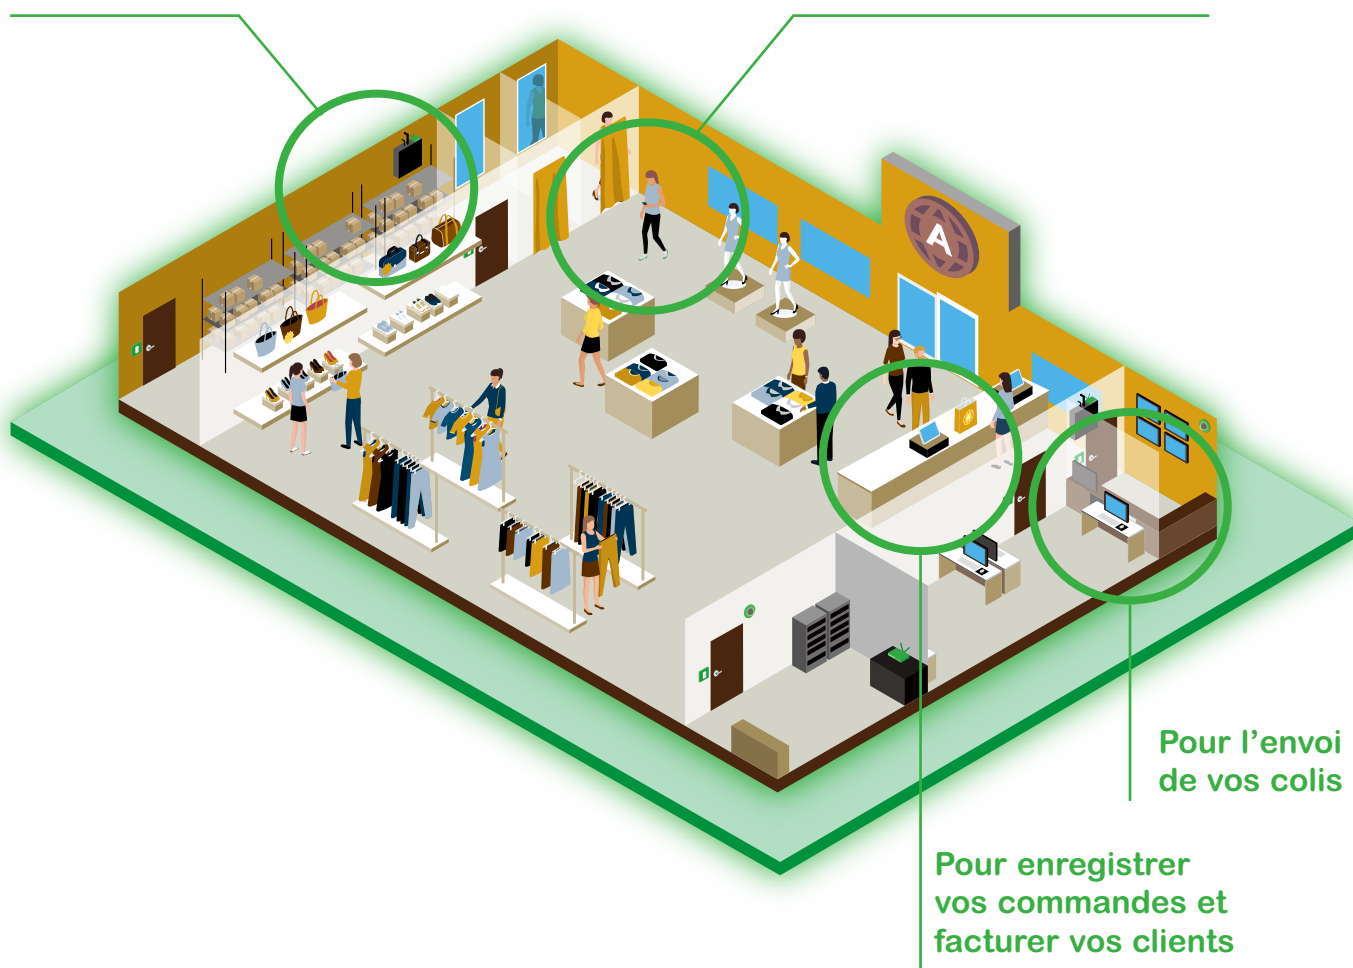 A
Pour l’envoi
de vos colis
Pour enregistrer
vos commandes et
facturer vos clients